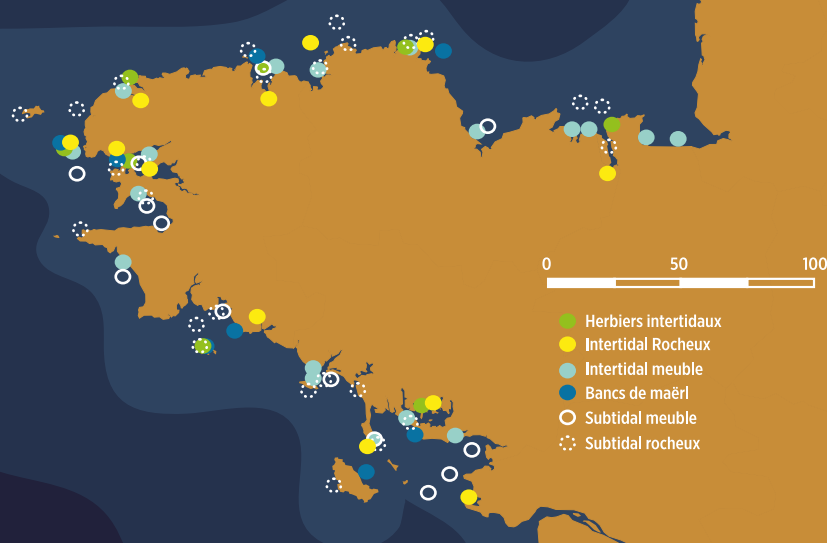 0 50 100
Herbiers intertidaux
Intertidal Rocheux
Intertidal meuble
Bancs de maërl
Subtidal meuble
Subtidal rocheux